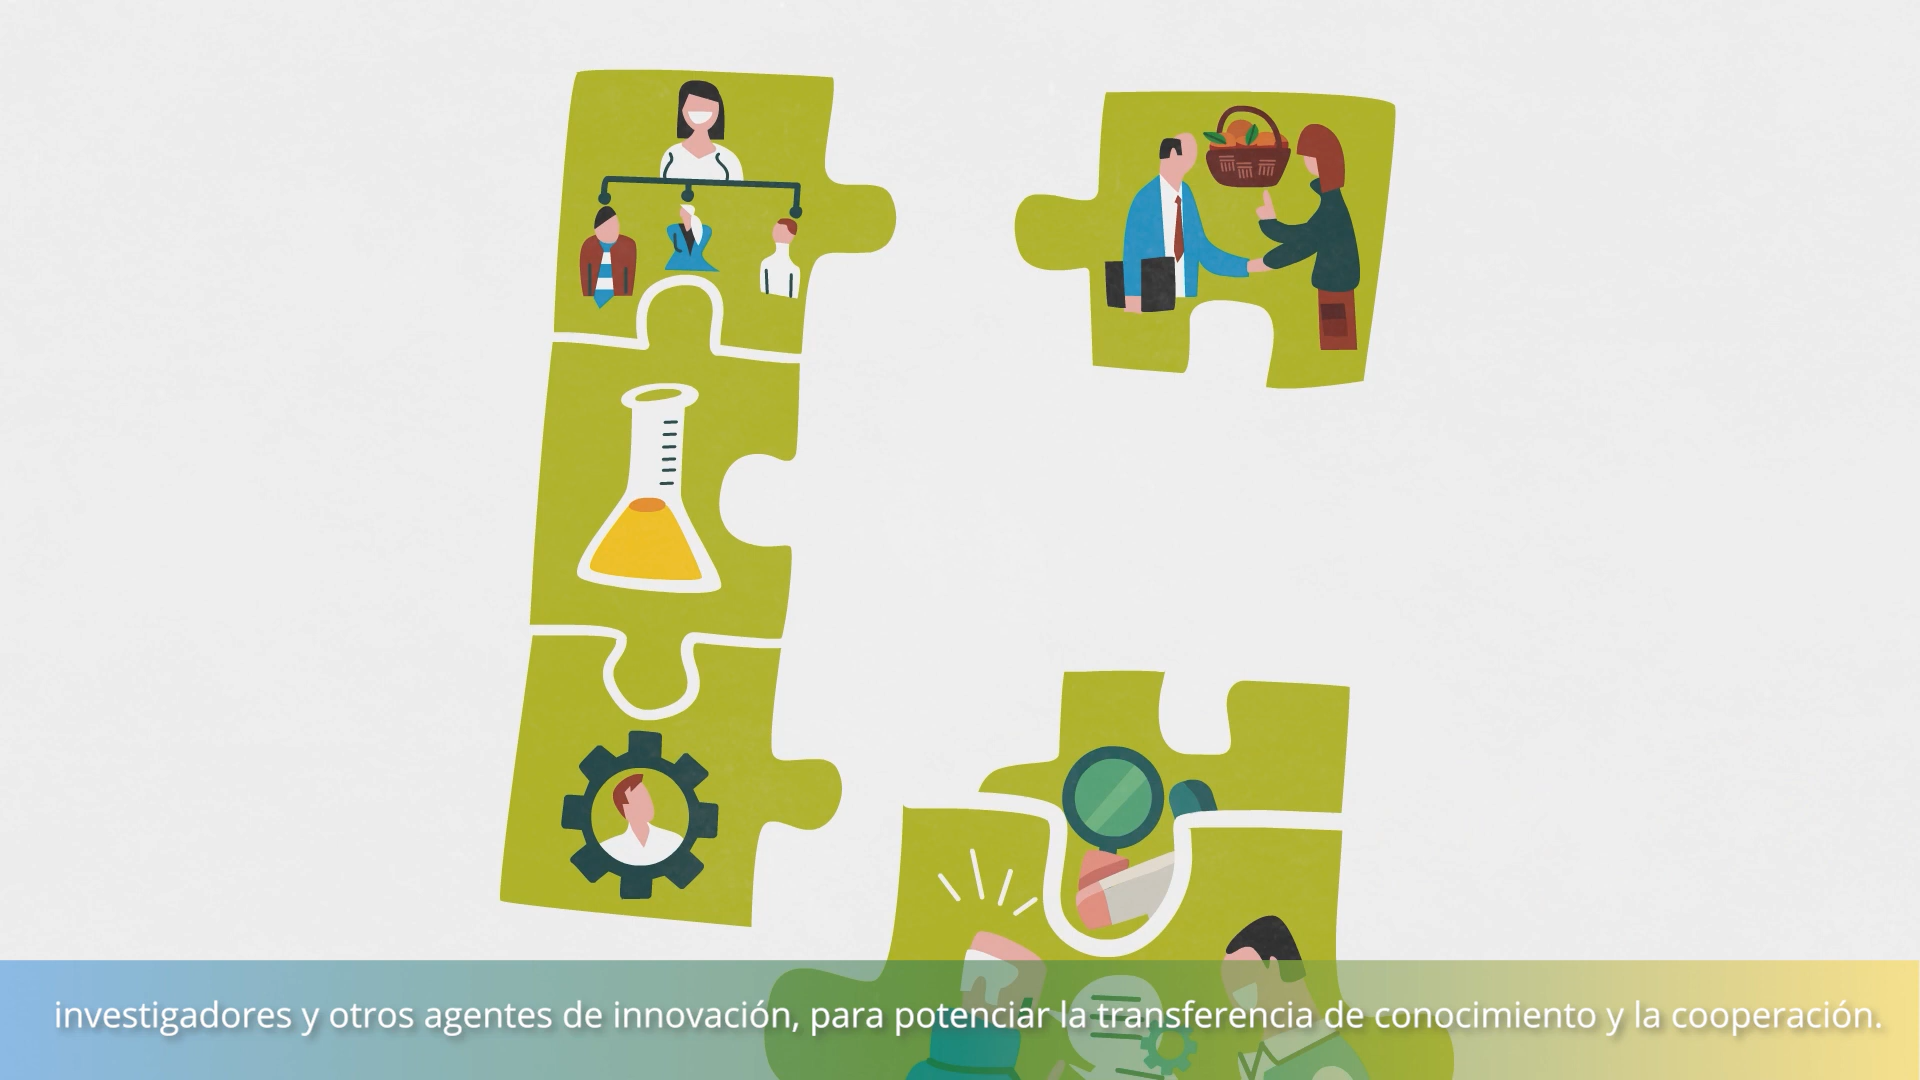 investigadores y otros agentes de innovación, para potenciar la transferencia de conocimiento y la cooperación.